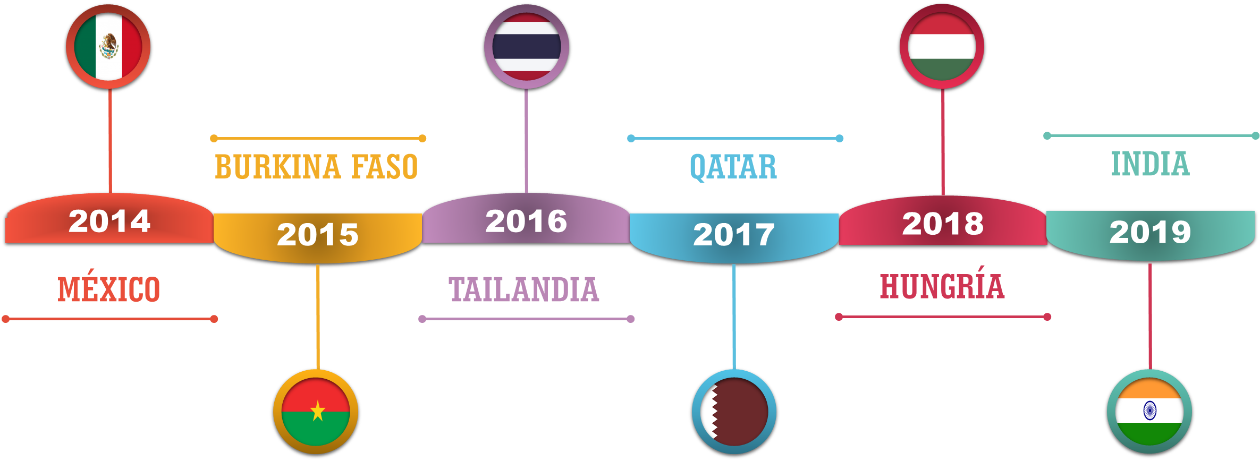 2014
MÉXICO
BURKINA FASO
2015
2016
TAILANDIA
QATAR
2017
2018
HUNGRÍA
INDIA
2019